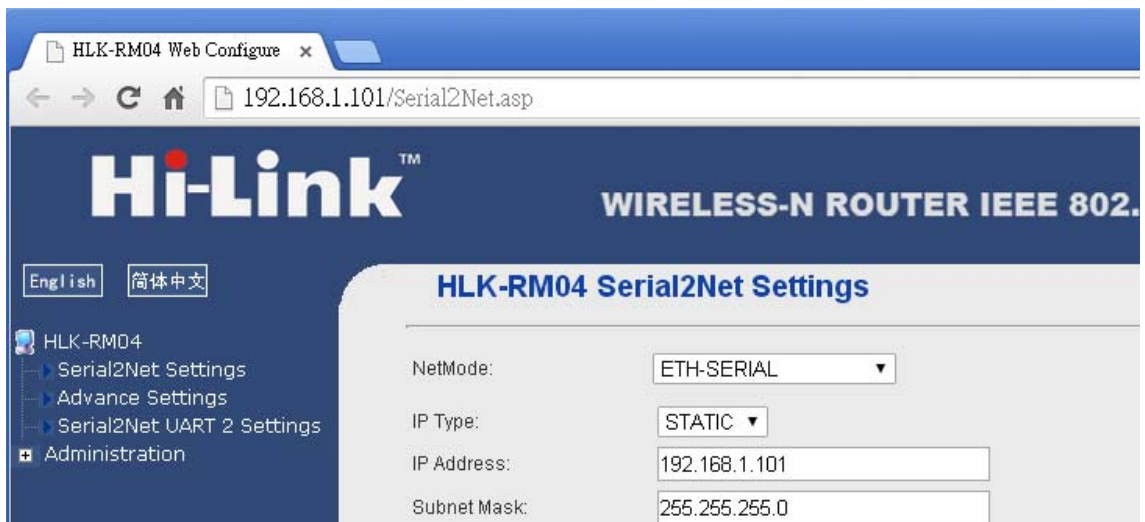 HLK-RM04 Web Configure ×
192.168.1.101/Serial2Net.asp
Hi-Link™
WIRELESS-N ROUTER IEEE 802.
English 简体中文
HLK-RM04
Serial2Net Settings
Advance Settings
Serial2Net UART 2 Settings
Administration
HLK-RM04 Serial2Net Settings
NetMode: ETH-SERIAL
IP Type: STATIC
IP Address: 192.168.1.101
Subnet Mask: 255.255.255.0